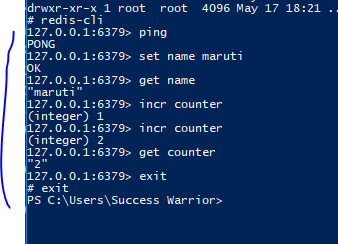 drwxr-xr-x 1 root  root  4096 May 17 18:21 ..
# redis-cli
127.0.0.1:6379> ping
PONG
127.0.0.1:6379> set name maruti
OK
127.0.0.1:6379> get name
"maruti"
127.0.0.1:6379> incr counter
(integer) 1
127.0.0.1:6379> incr counter
(integer) 2
127.0.0.1:6379> get counter
"2"
127.0.0.1:6379> exit
# exit
PS C:\Users\Success Warrior>